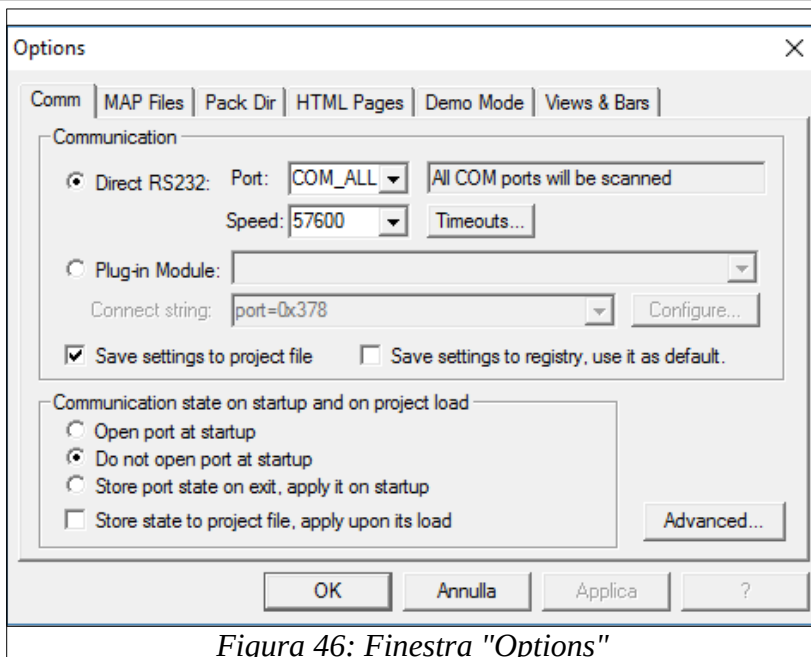 Options
Comm MAP Files Pack Dir HTML Pages Demo Mode Views & Bars
Communication
Direct RS232: Port: COM_ALL All COM ports will be scanned
Speed: 57600 Timeouts...
Plug-in Module:
Connect string: port=0x378 Configure...
Save settings to project file Save settings to registry, use it as default.
Communication state on startup and on project load
Open port at startup
Do not open port at startup
Store port state on exit, apply it on startup
Store state to project file, apply upon its load Advanced...
OK Annulla Applica ?
Figura 46: Finestra "Options"